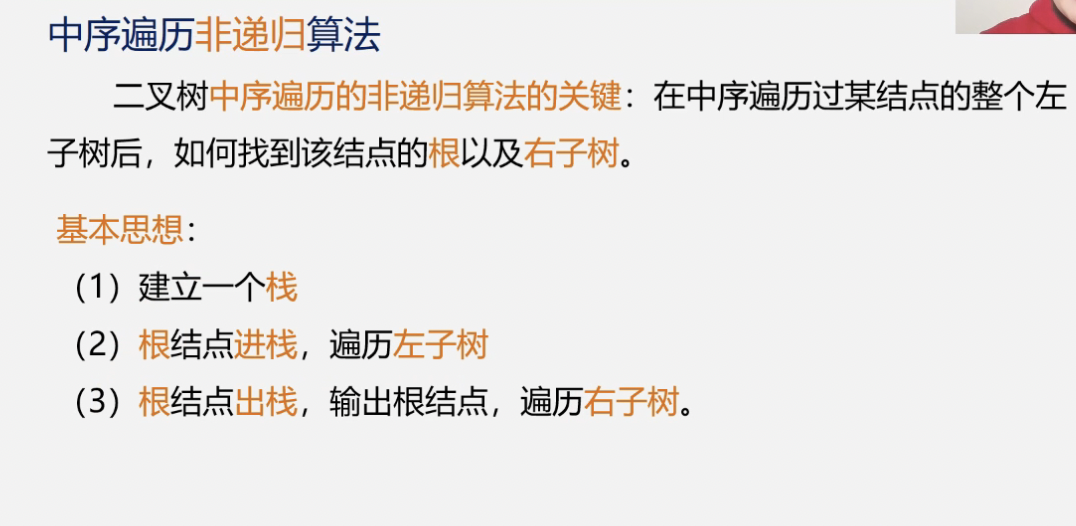 中序遍历非递归算法
二叉树中序遍历的非递归算法的关键：在中序遍历过某结点的整个左
子树后，如何找到该结点的根以及右子树。
基本思想：
（1）建立一个栈
（2）根结点进栈，遍历左子树
（3）根结点出栈，输出根结点，遍历右子树。